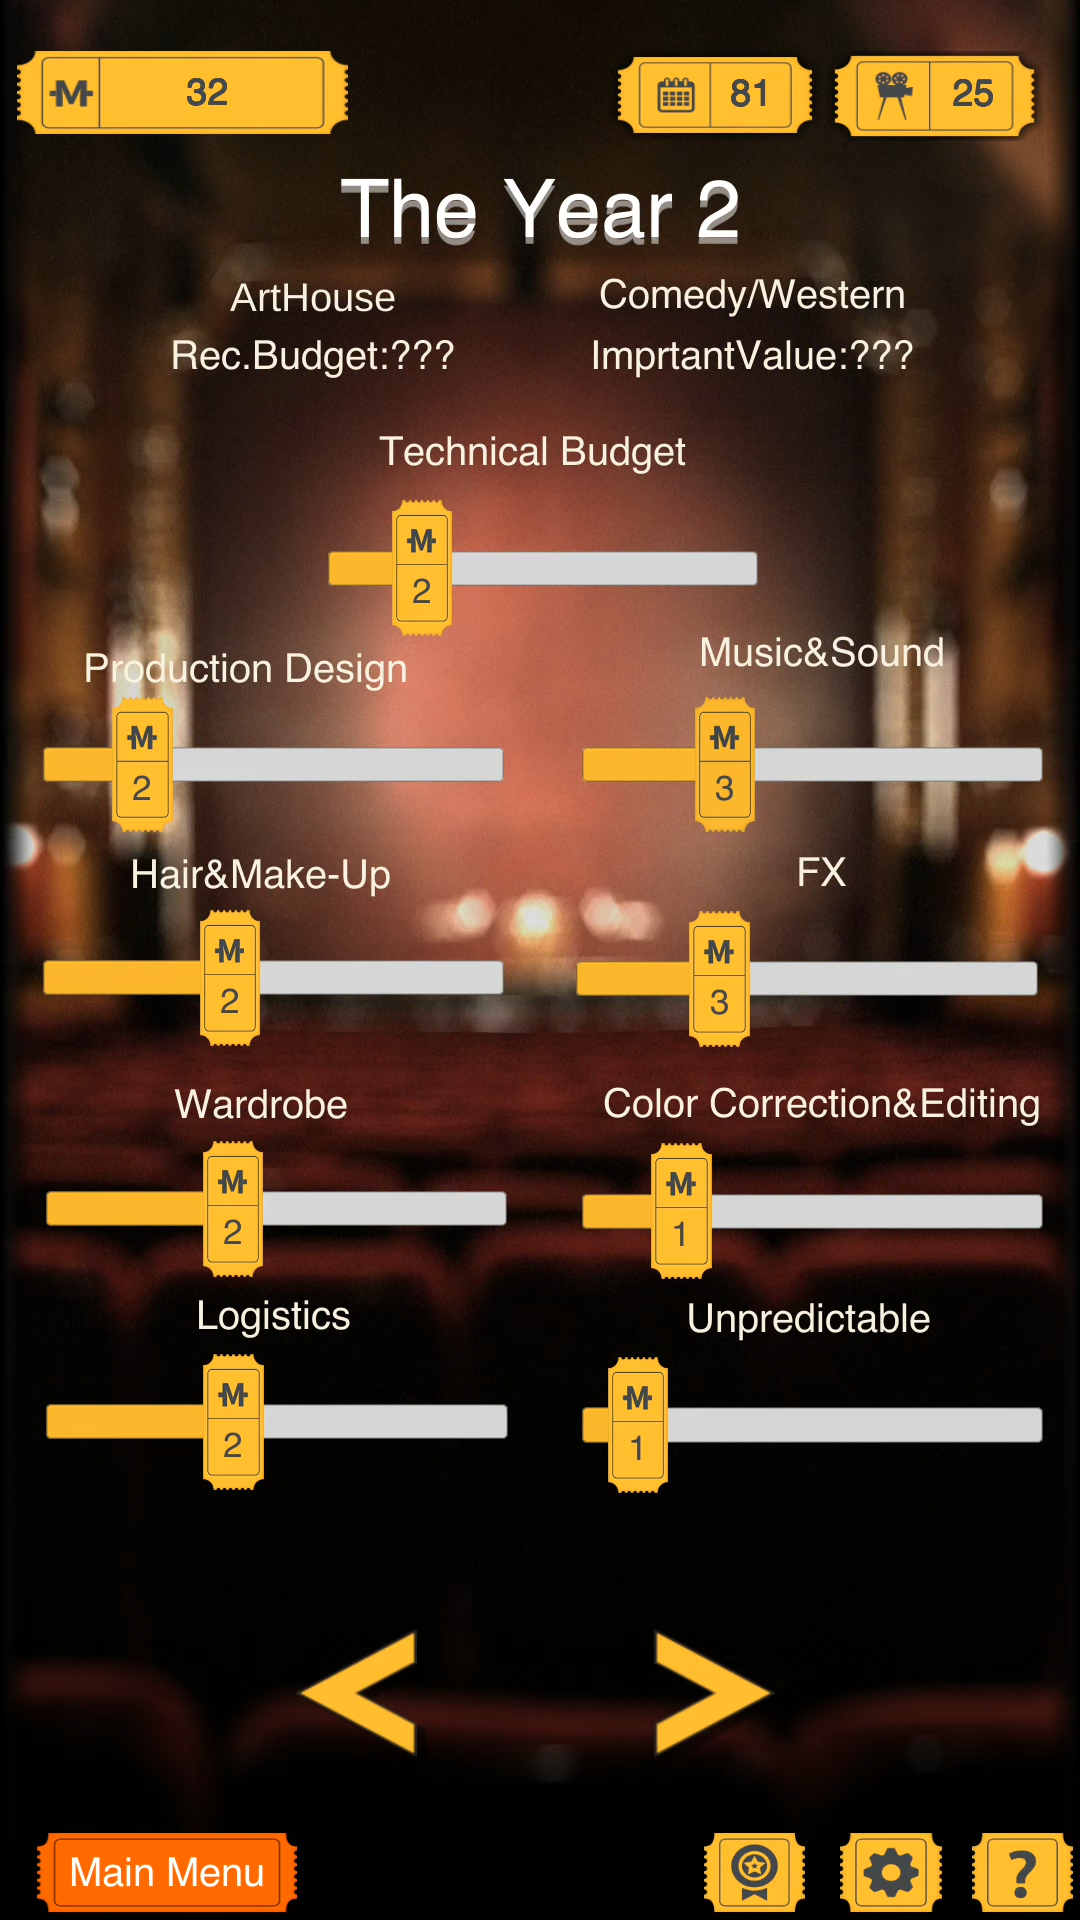 M 32 81 25
The Year 2
ArtHouse Comedy/Western
Rec.Budget:??? ImprtantValue:???
Technical Budget
M
2
Production Design Music&Sound
M M
2 3
Hair&Make-Up FX
M M
2 3
Wardrobe Color Correction&Editing
M M
2 1
Logistics Unpredictable
M M
2 1
< >
Main Menu ?